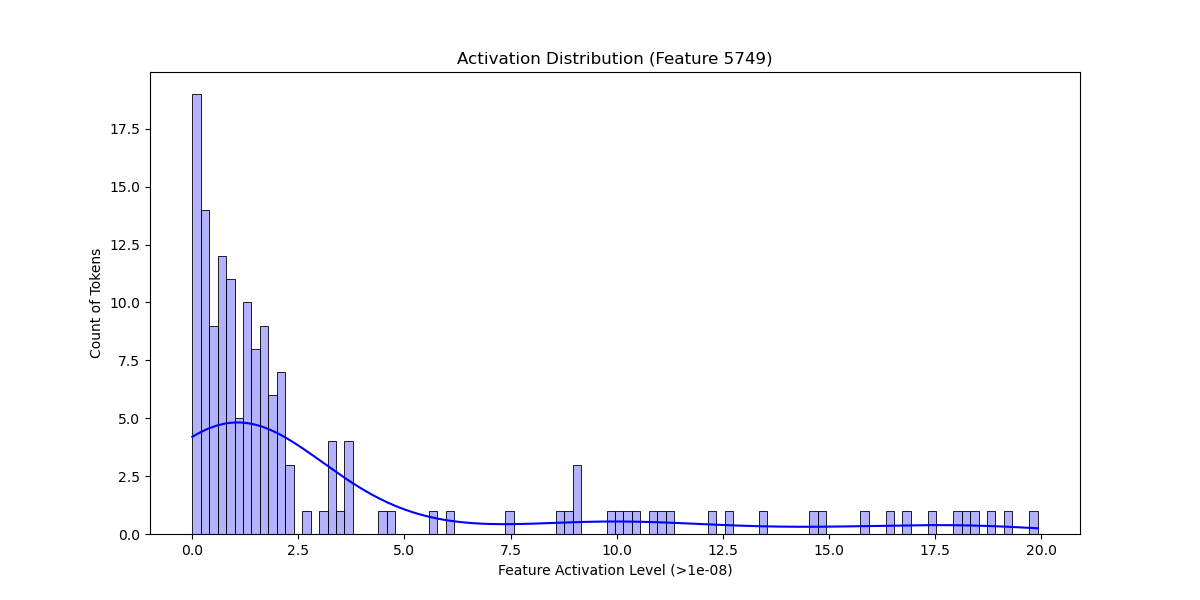 Activation Distribution (Feature 5749)
Count of Tokens
17.5
15.0
12.5
10.0
7.5
5.0
2.5
0.0
0.0 2.5 5.0 7.5 10.0 12.5 15.0 17.5 20.0
Feature Activation Level (>1e-08)